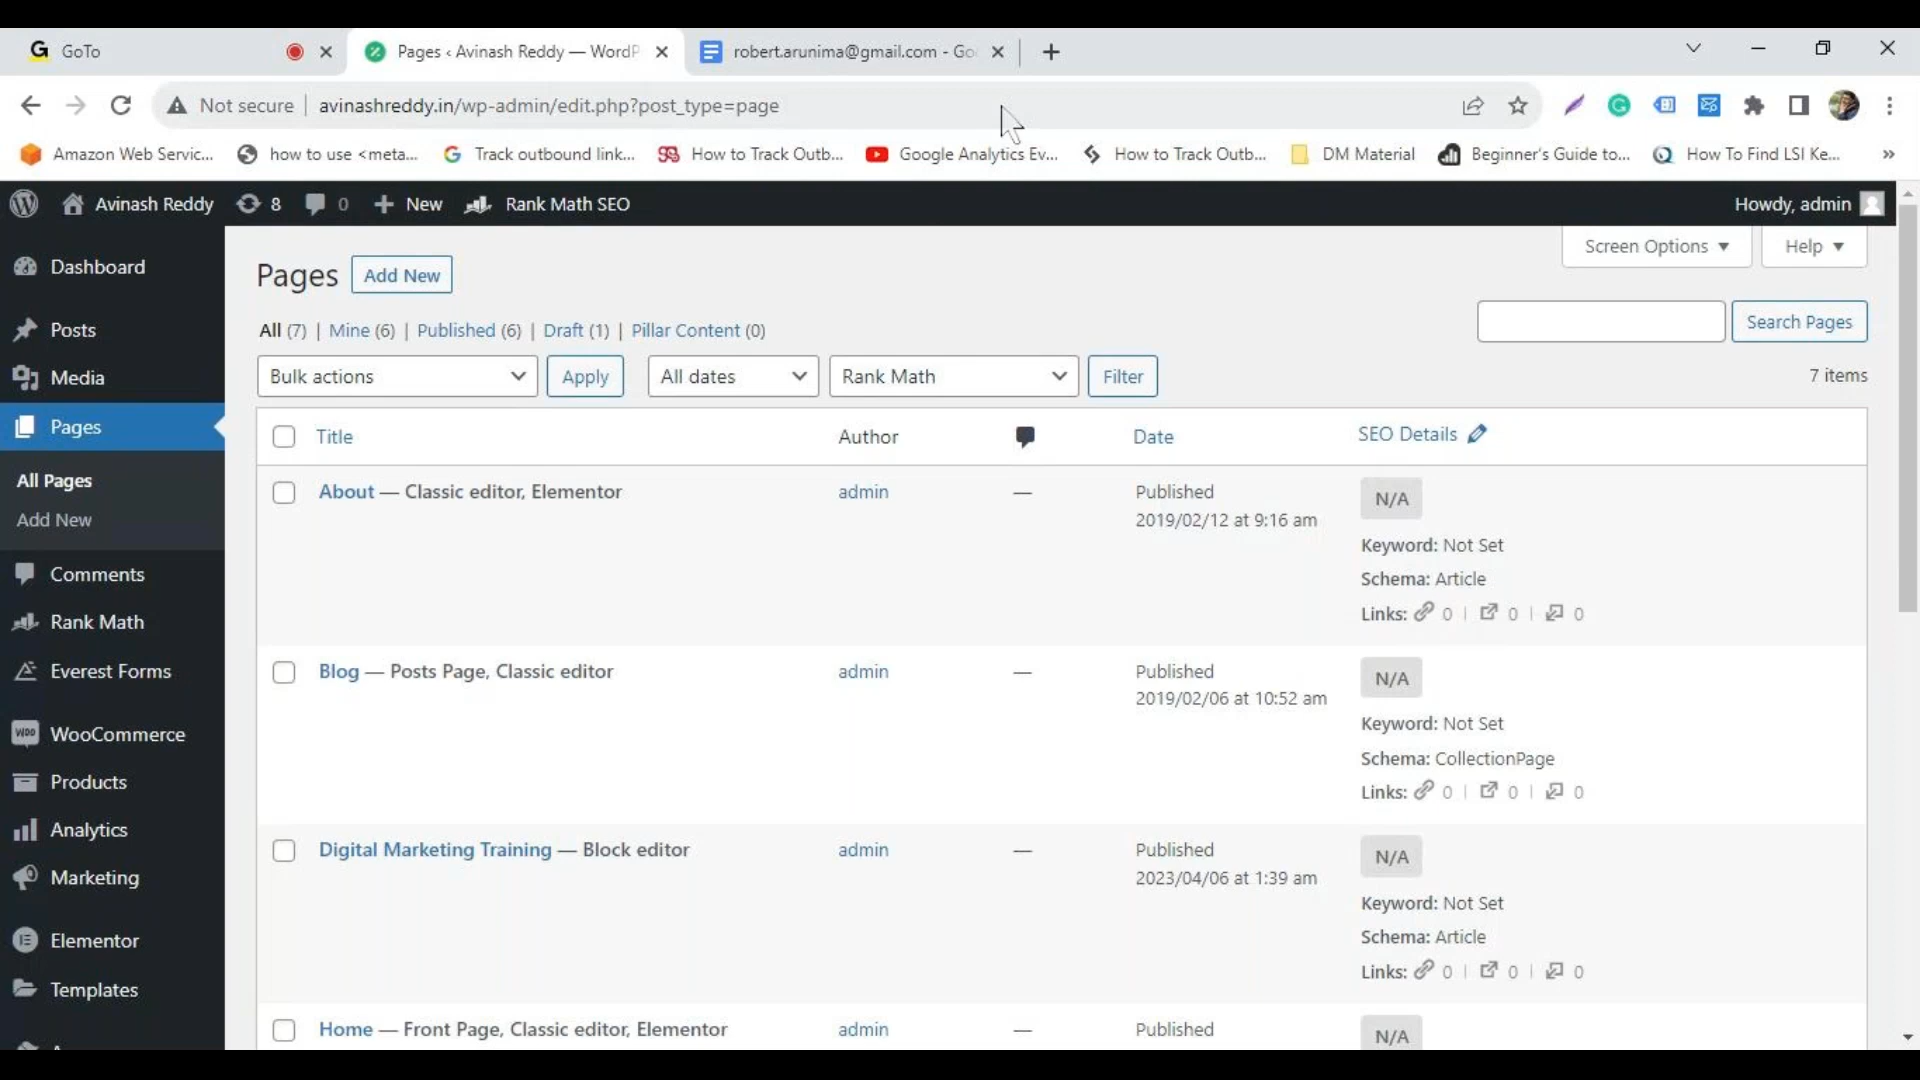 GoTo
Pages ‹ Avinash Reddy — WordP
robert.arunima@gmail.com - Go
Not secure
avinashreddy.in/wp-admin/edit.php?post_type=page
Amazon Web Servic...
how to use <meta...
Track outbound link...
How to Track Outb...
Google Analytics Ev...
How to Track Outb...
DM Material
Beginner's Guide to...
How To Find LSI Ke...
»
Avinash Reddy
8
0
New
Rank Math SEO
Howdy, admin
Dashboard
Posts
Media
Pages
All Pages
Add New
Comments
Rank Math
Everest Forms
WooCommerce
Products
Analytics
Marketing
Elementor
Templates
Screen Options
Help
Pages
Add New
All (7) | Mine (6) | Published (6) | Draft (1) | Pillar Content (0)
Search Pages
Bulk actions
Apply
All dates
Rank Math
Filter
7 items
Title
Author
Date
SEO Details
About — Classic editor, Elementor
admin
—
Published
2019/02/12 at 9:16 am
N/A
Keyword: Not Set
Schema: Article
Links: 0 | 0 | 0
Blog — Posts Page, Classic editor
admin
—
Published
2019/02/06 at 10:52 am
N/A
Keyword: Not Set
Schema: CollectionPage
Links: 0 | 0 | 0
Digital Marketing Training — Block editor
admin
—
Published
2023/04/06 at 1:39 am
N/A
Keyword: Not Set
Schema: Article
Links: 0 | 0 | 0
Home — Front Page, Classic editor, Elementor
admin
—
Published
N/A